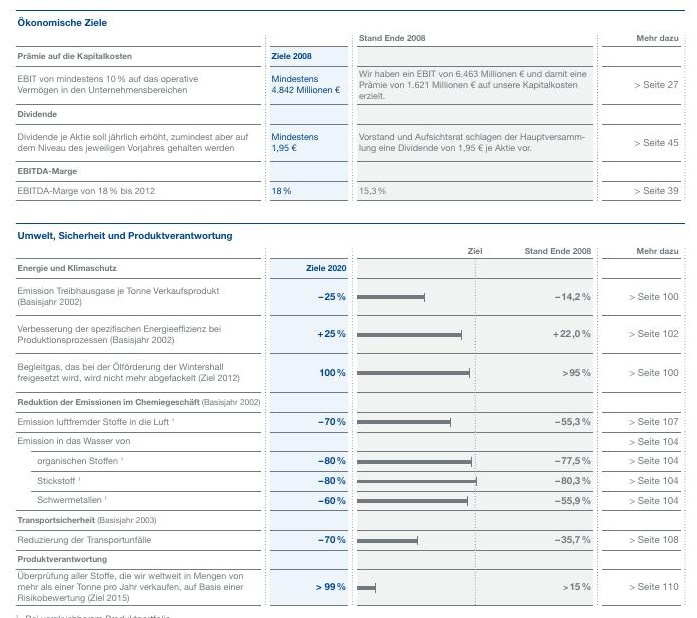 Ökonomische Ziele
Stand Ende 2008 Mehr dazu
Prämie auf die Kapitalkosten Ziele 2008
EBIT von mindestens 10 % auf das operative
Vermögen in den Unternehmensbereichen
Mindestens
4.842 Millionen €
Wir haben ein EBIT von 6.463 Millionen € und damit eine
Prämie von 1.621 Millionen € auf unsere Kapitalkosten
erzielt.
> Seite 27
Dividende
Dividende je Aktie soll jährlich erhöht, zumindest aber auf
dem Niveau des jeweiligen Vorjahres gehalten werden
Mindestens
1,95 €
Vorstand und Aufsichtsrat schlagen der Hauptversamm-
lung eine Dividende von 1,95 € je Aktie vor.
> Seite 45
EBITDA-Marge
EBITDA-Marge von 18 % bis 2012 18 % 15,3 % > Seite 39
Umwelt, Sicherheit und Produktverantwortung
Ziel Stand Ende 2008 Mehr dazu
Energie und Klimaschutz Ziele 2020
Emission Treibhausgase je Tonne Verkaufsprodukt
(Basisjahr 2002)
−25 % −14,2 % > Seite 100
Verbesserung der spezifischen Energieeffizienz bei
Produktionsprozessen (Basisjahr 2002)
+25 % +22,0 % > Seite 102
Begleitgas, das bei der Ölförderung der Wintershall
freigesetzt wird, wird nicht mehr abgefackelt (Ziel 2012)
100 % >95 % > Seite 100
Reduktion der Emissionen im Chemiegeschäft (Basisjahr 2002)
Emission luftfremder Stoffe in die Luft ¹ −70 % −55,3 % > Seite 107
Emission in das Wasser von > Seite 104
organischen Stoffen ¹ −80 % −77,5 % > Seite 104
Stickstoff ¹ −80 % −80,3 % > Seite 104
Schwermetallen ¹ −60 % −55,9 % > Seite 104
Transportsicherheit (Basisjahr 2003)
Reduzierung der Transportunfälle −70 % −35,7 % > Seite 108
Produktverantwortung
Überprüfung aller Stoffe, die wir weltweit in Mengen von
mehr als einer Tonne pro Jahr verkaufen, auf Basis einer
Risikobewertung (Ziel 2015)
> 99 % >15 % > Seite 110